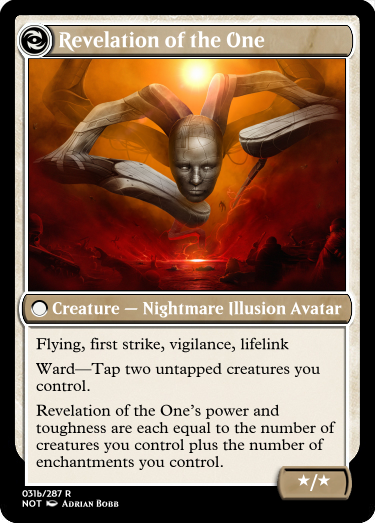 Revelation of the One
Creature — Nightmare Illusion Avatar
Flying, first strike, vigilance, lifelink
Ward—Tap two untapped creatures you
control.
Revelation of the One's power and
toughness are each equal to the number of
creatures you control plus the number of
enchantments you control.
★/★
031b/287 R
NOT Adrian Bobb